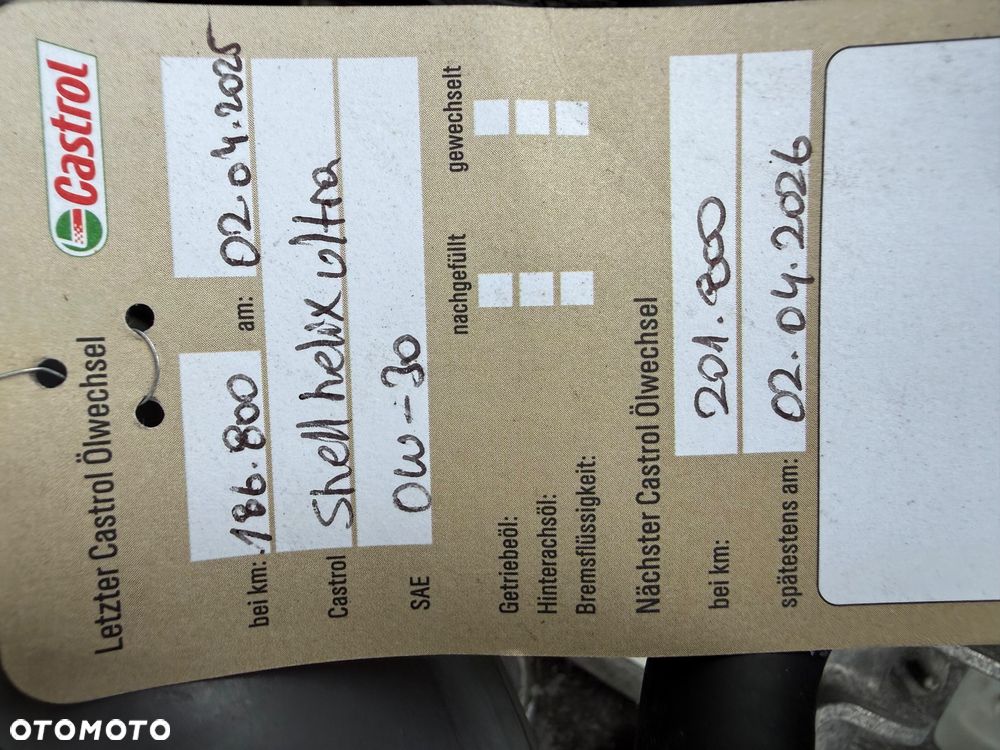 Castrol
Letzter Castrol Ölwechsel
bei km: 186.800 am: 02.04.2025
Castrol Shell helix ultra
SAE 0W-30
nachgefüllt gewechselt
Getriebeöl:
Hinterachsöl:
Bremsflüssigkeit:
Nächster Castrol Ölwechsel
bei km: 201.800
spätestens am: 02.04.2026
OTOMOTO